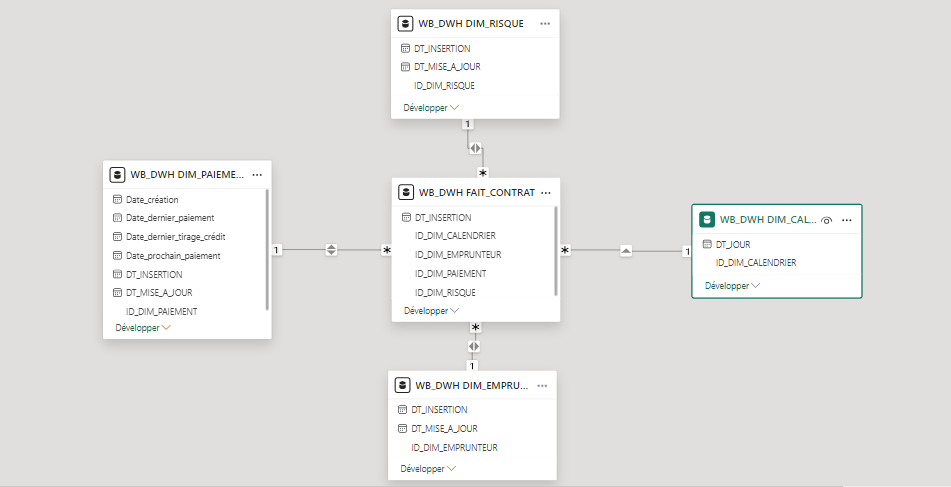 WB_DWH DIM_RISQUE
DT_INSERTION
DT_MISE_A_JOUR
ID_DIM_RISQUE
Développer
1
*
WB_DWH DIM_PAIEME...
Date_création
Date_dernier_paiement
Date_dernier_tirage_crédit
Date_prochain_paiement
DT_INSERTION
DT_MISE_A_JOUR
ID_DIM_PAIEMENT
Développer
1
*
WB_DWH FAIT_CONTRAT
DT_INSERTION
ID_DIM_CALENDRIER
ID_DIM_EMPRUNTEUR
ID_DIM_PAIEMENT
ID_DIM_RISQUE
Développer
*
1
WB_DWH DIM_CAL...
DT_JOUR
ID_DIM_CALENDRIER
Développer
*
1
WB_DWH DIM_EMPRU...
DT_INSERTION
DT_MISE_A_JOUR
ID_DIM_EMPRUNTEUR
Développer